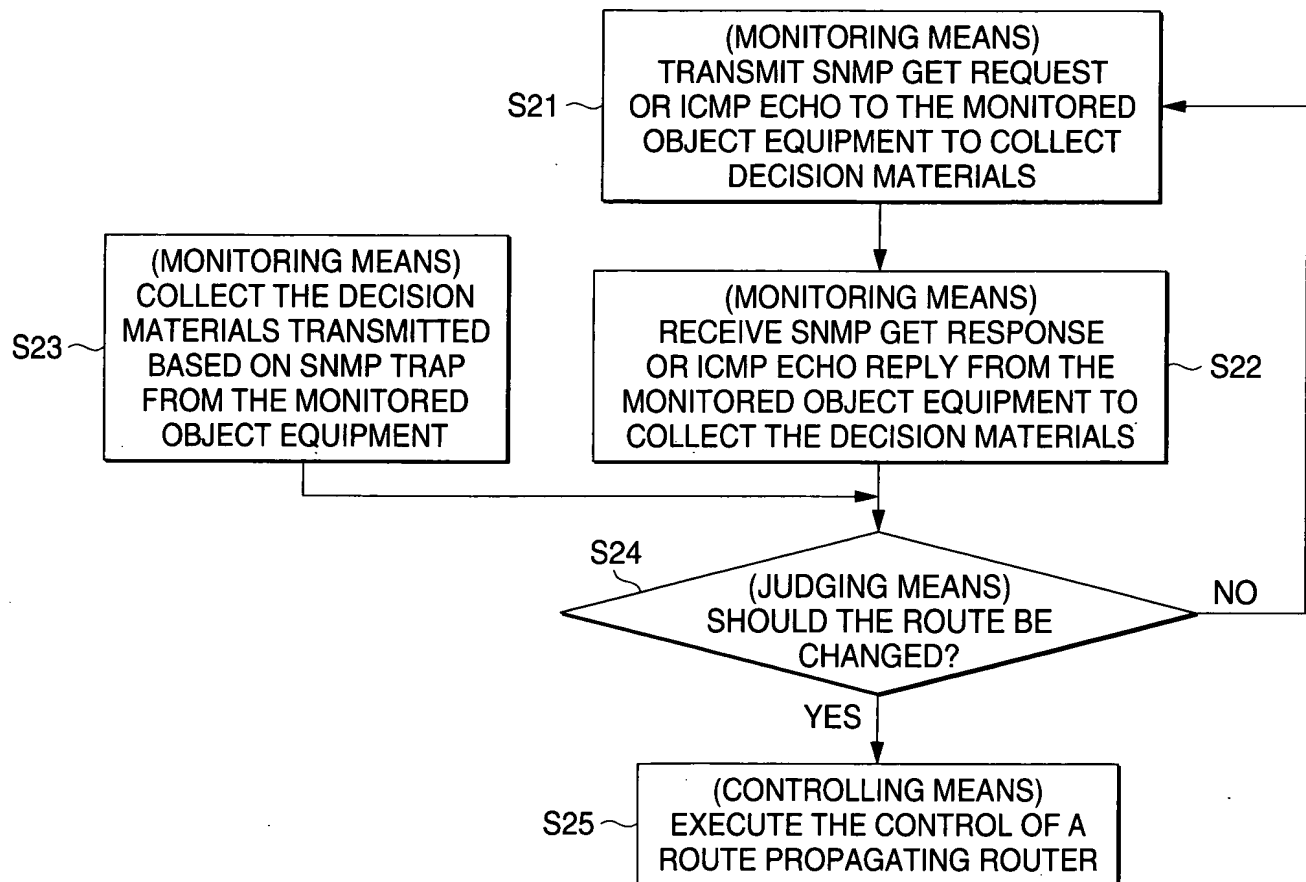 (MONITORING MEANS)
TRANSMIT SNMP GET REQUEST
OR ICMP ECHO TO THE MONITORED
OBJECT EQUIPMENT TO COLLECT
DECISION MATERIALS
S21
(MONITORING MEANS)
COLLECT THE DECISION
MATERIALS TRANSMITTED
BASED ON SNMP TRAP
FROM THE MONITORED
OBJECT EQUIPMENT
S23
(MONITORING MEANS)
RECEIVE SNMP GET RESPONSE
OR ICMP ECHO REPLY FROM THE
MONITORED OBJECT EQUIPMENT TO
COLLECT THE DECISION MATERIALS
S22
S24
(JUDGING MEANS)
SHOULD THE ROUTE BE
CHANGED?
NO
YES
(CONTROLLING MEANS)
EXECUTE THE CONTROL OF A
ROUTE PROPAGATING ROUTER
S25